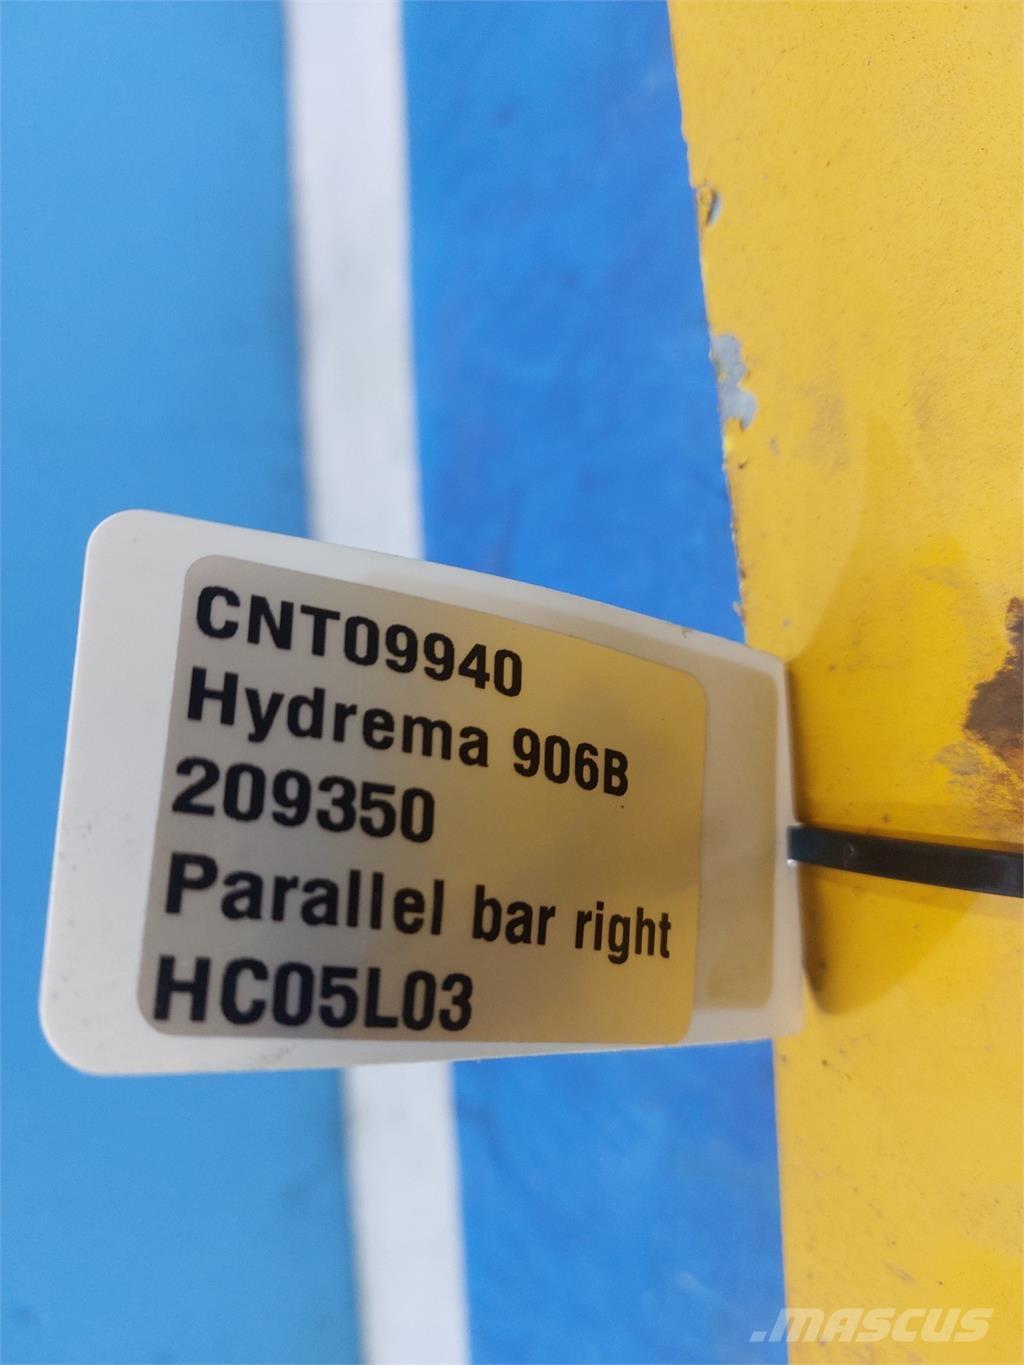 CNT09940
Hydrema 906B
209350
Parallel bar right
HC05L03
.MASCUS